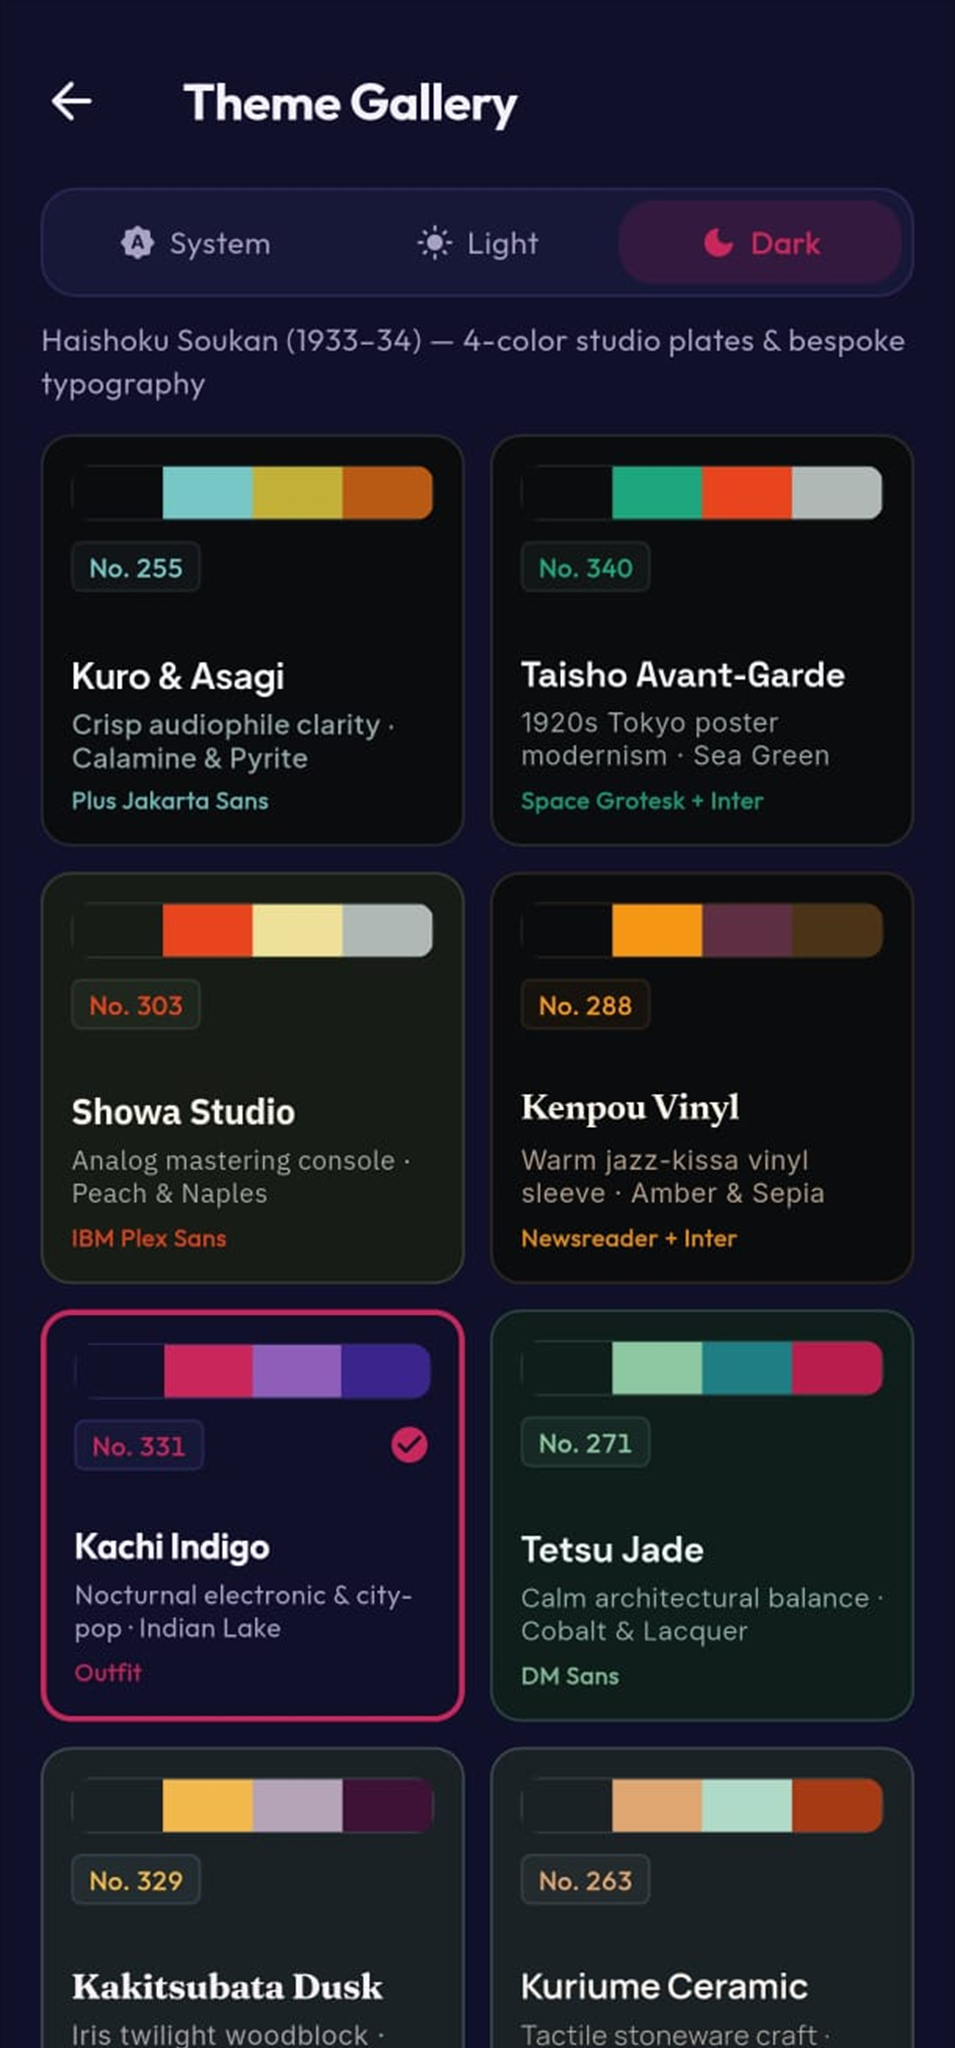 Theme Gallery
System
Light
Dark
Haishoku Soukan (1933–34) — 4-color studio plates & bespoke
typography
No. 255
Kuro & Asagi
Crisp audiophile clarity ·
Calamine & Pyrite
Plus Jakarta Sans
No. 340
Taisho Avant-Garde
1920s Tokyo poster
modernism · Sea Green
Space Grotesk + Inter
No. 303
Showa Studio
Analog mastering console ·
Peach & Naples
IBM Plex Sans
No. 288
Kenpou Vinyl
Warm jazz-kissa vinyl
sleeve · Amber & Sepia
Newsreader + Inter
No. 331
Kachi Indigo
Nocturnal electronic & city-
pop · Indian Lake
Outfit
No. 271
Tetsu Jade
Calm architectural balance ·
Cobalt & Lacquer
DM Sans
No. 329
Kakitsubata Dusk
Iris twilight woodblock ·
No. 263
Kuriume Ceramic
Tactile stoneware craft ·